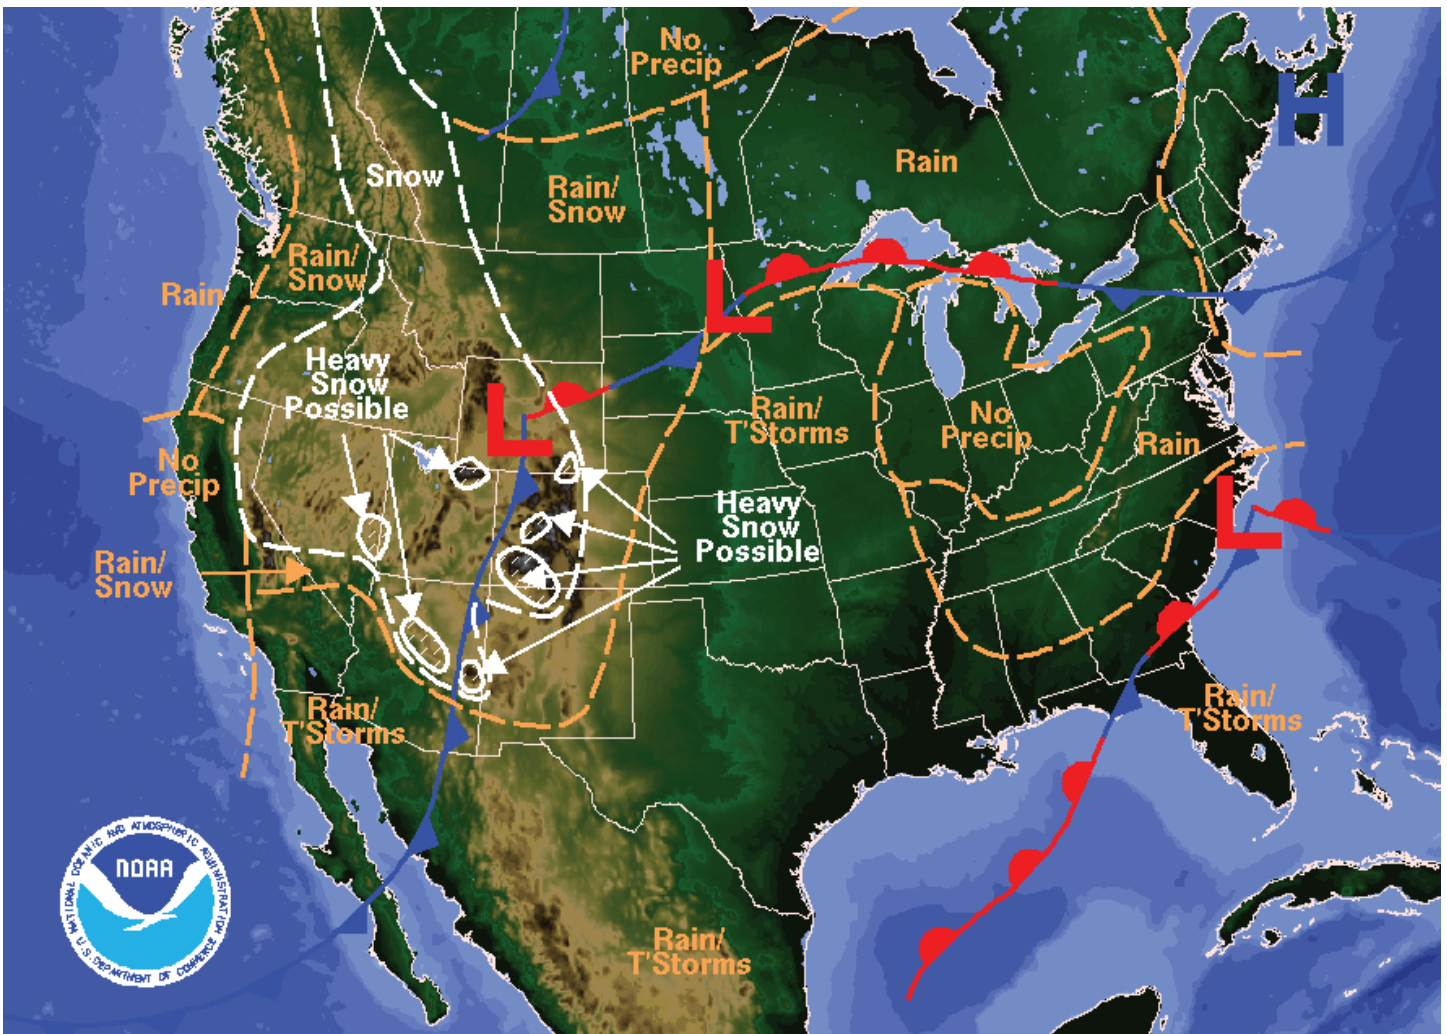 No
Precip
H
Rain
Snow
Rain/
Snow
Rain/
Snow
Rain
L
Heavy
Snow
Possible
L
Rain/
T'Storms
No
Precip
Rain
No
Precip
Heavy
Snow
Possible
L
Rain/
Snow
Rain/
T'Storms
Rain/
T'Storms
Rain/
T'Storms
NATIONAL OCEANIC AND ATMOSPHERIC ADMINISTRATION
NOAA
U.S. DEPARTMENT OF COMMERCE